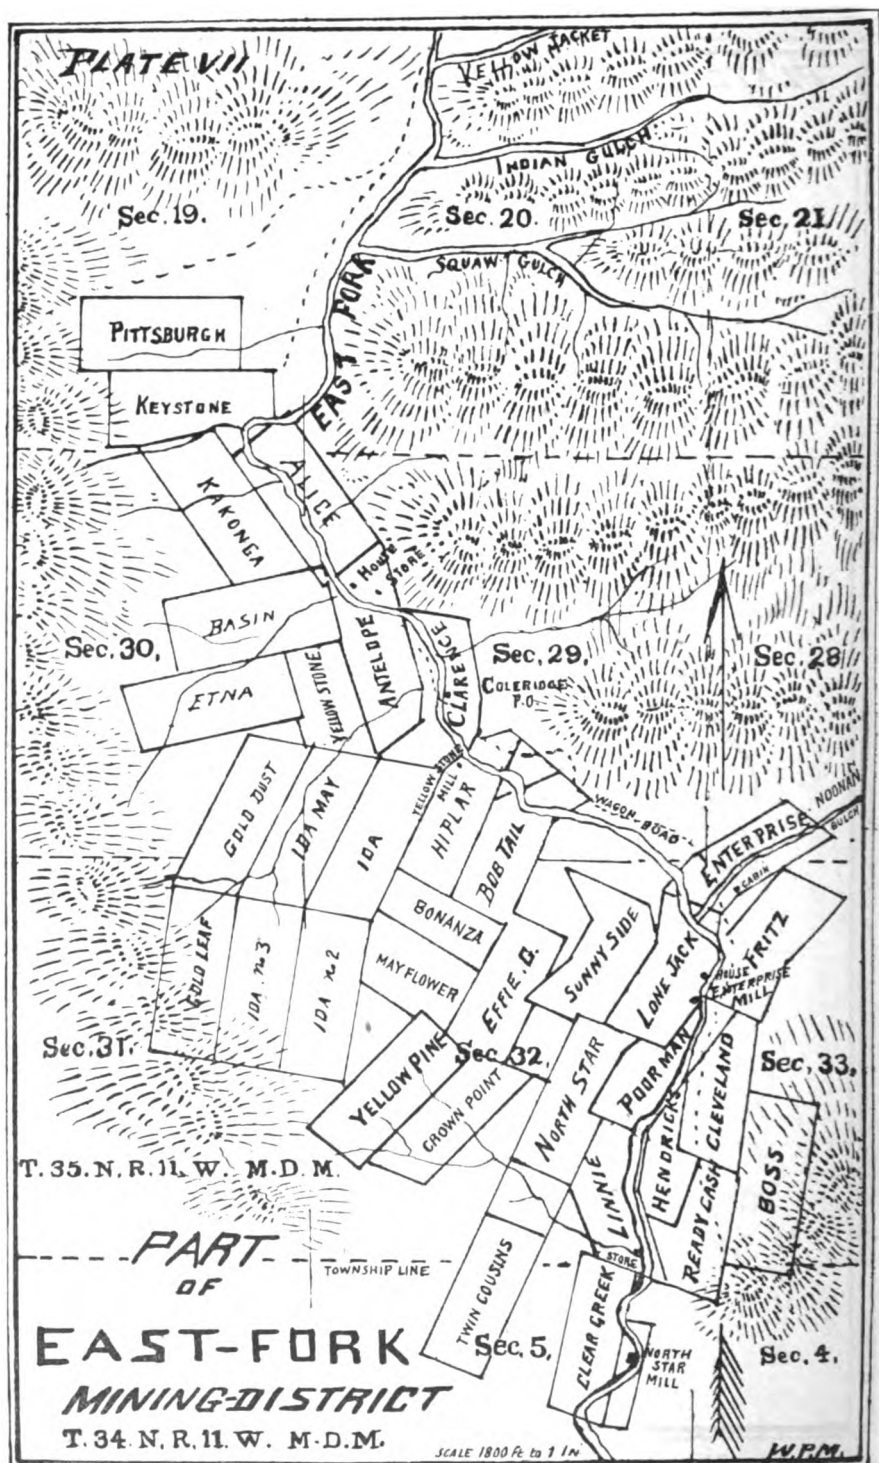 PLATE VII
YELLOW JACKET
INDIAN GULCH
Sec. 19.
Sec. 20.
Sec. 21.
SQUAW GULCH
EAST FORK
PITTSBURGH
KEYSTONE
ALICE
KAKONGA
HOUSE
STORE
BASIN
Sec. 30,
ANTELOPE
CLARENCE
Sec. 29.
Sec. 28
COLERIDGE
P.O.
ETNA
YELLOWSTONE
YELLOW STONE
MILL
GOLD DUST
IDA MAY
IDA
HIPLAR
BOB TAIL
WAGON-ROAD
ENTERPRISE
NOONAN
GULCH
CABIN
BONANZA
SUNNY SIDE
LONE JACK
FRITZ
GOLD LEAF
IDA No 3
IDA No 2
MAYFLOWER
EFFIE. G.
HOUSE
ENTERPRISE
MILL
Sec. 31.
YELLOW PINE
Sec. 32.
NORTH STAR
POOR MAN
CLEVELAND
Sec. 33.
CROWN POINT
HENDRICKS
BOSS
T. 35. N. R. 11. W. M.D.M.
LINNIE
READY CASH
PART
OF
TOWNSHIP LINE
STORE
TWIN COUSINS
EAST-FORK
Sec. 5,
CLEAR CREEK
NORTH
STAR
MILL
Sec. 4.
MINING-DISTRICT
T. 34. N. R. 11. W. M.D.M.
SCALE 1800 ft to 1 IN
W.P.M.